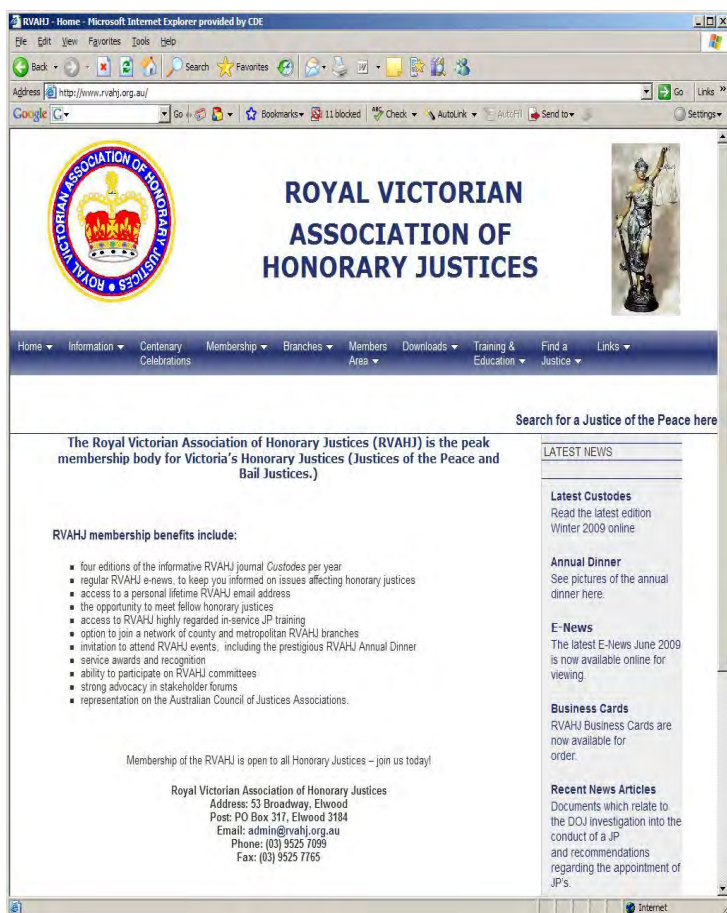 RVAHJ - Home - Microsoft Internet Explorer provided by CDE
File Edit View Favorites Tools Help
Back Search Favorites
Address http://www.rvahj.org.au/ Go Links »
Google G Go Bookmarks 11 blocked ABC Check AutoLink AutoFill Send to Settings
ROYAL VICTORIAN ASSOCIATION OF HONORARY JUSTICES
ROYAL VICTORIAN
ASSOCIATION OF
HONORARY JUSTICES
Home Information Centenary Membership Branches Members Downloads Training & Find a Links
Celebrations Area Education Justice
Search for a Justice of the Peace here
The Royal Victorian Association of Honorary Justices (RVAHJ) is the peak
membership body for Victoria's Honorary Justices (Justices of the Peace and
Bail Justices.)
RVAHJ membership benefits include:
▪ four editions of the informative RVAHJ journal Custodes per year
▪ regular RVAHJ e-news, to keep you informed on issues affecting honorary justices
▪ access to a personal lifetime RVAHJ email address
▪ the opportunity to meet fellow honorary justices
▪ access to RVAHJ highly regarded in-service JP training
▪ option to join a network of county and metropolitan RVAHJ branches
▪ invitation to attend RVAHJ events, including the prestigious RVAHJ Annual Dinner
▪ service awards and recognition
▪ ability to participate on RVAHJ committees
▪ strong advocacy in stakeholder forums
▪ representation on the Australian Council of Justices Associations.
Membership of the RVAHJ is open to all Honorary Justices – join us today!
Royal Victorian Association of Honorary Justices
Address: 53 Broadway, Elwood
Post: PO Box 317, Elwood 3184
Email: admin@rvahj.org.au
Phone: (03) 9525 7099
Fax: (03) 9525 7765
LATEST NEWS
Latest Custodes
Read the latest edition
Winter 2009 online
Annual Dinner
See pictures of the annual
dinner here.
E-News
The latest E-News June 2009
is now available online for
viewing.
Business Cards
RVAHJ Business Cards are
now available for
order.
Recent News Articles
Documents which relate to
the DOJ investigation into the
conduct of a JP
and recommendations
regarding the appointment of
JP's.
Internet